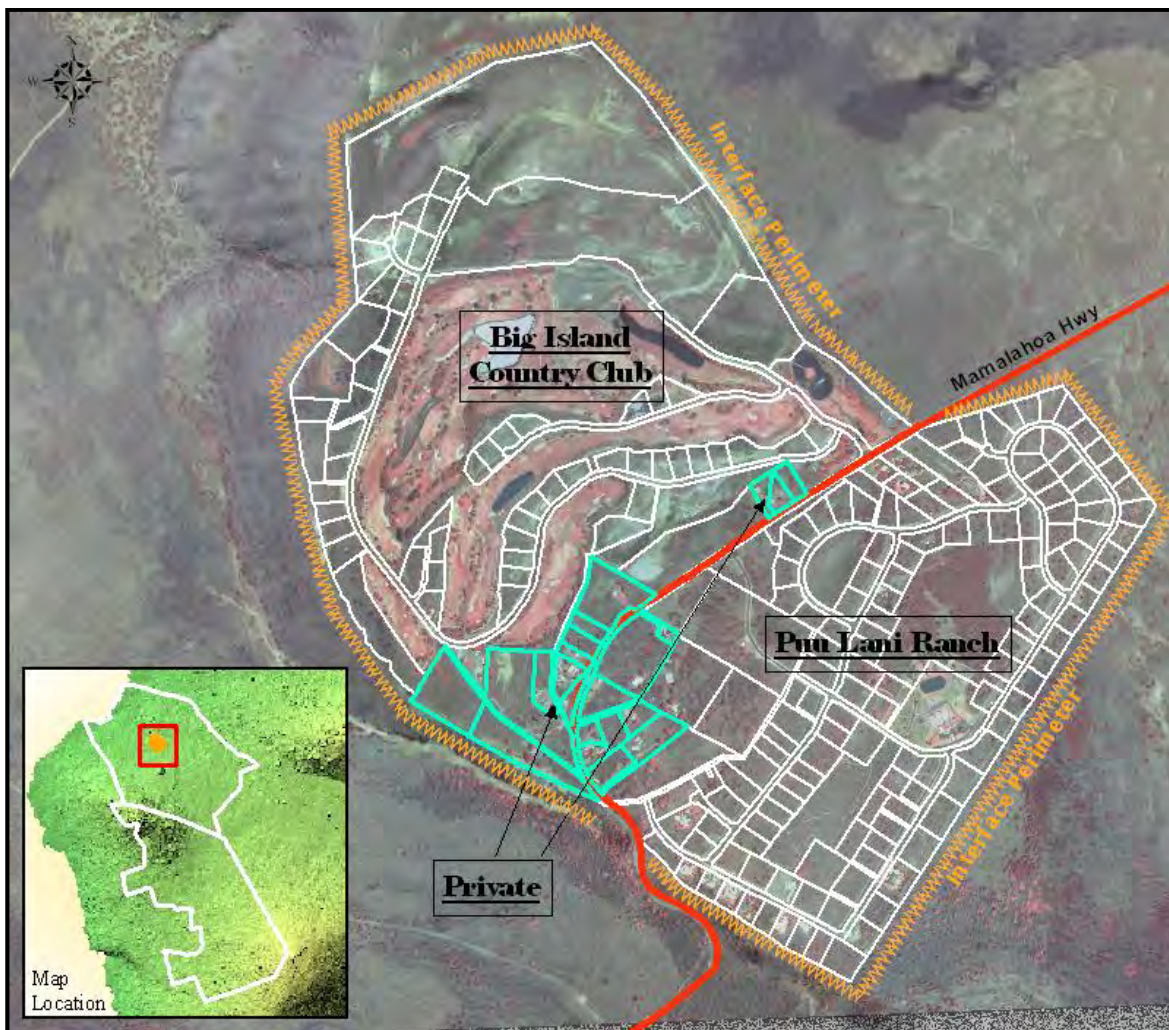 N
W
S
Interface Perimeter
Mamalahoa Hwy
Big Island
Country Club
Puu Lani Ranch
Interface Perimeter
Private
Map
Location